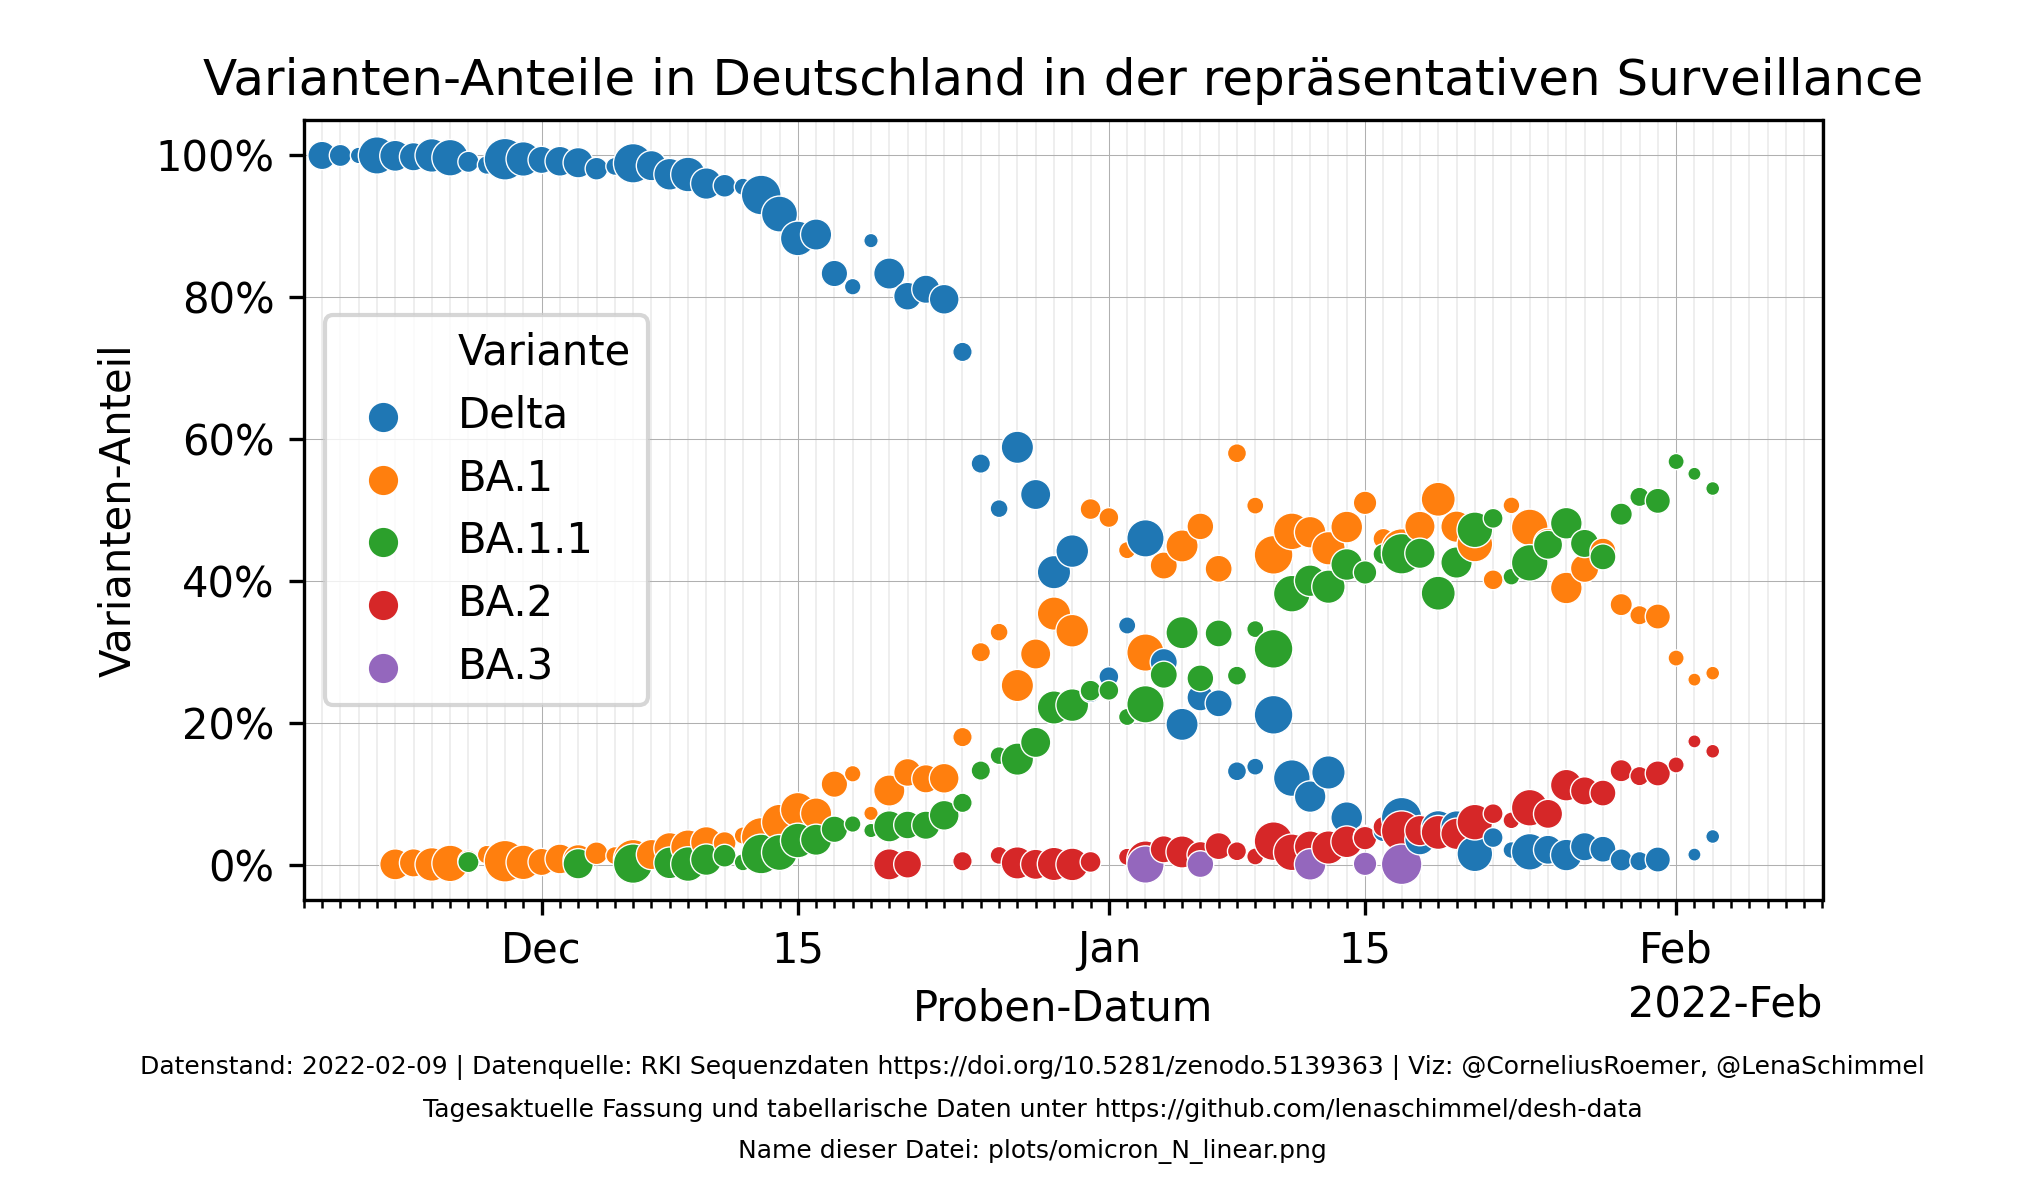 Varianten-Anteile in Deutschland in der repräsentativen Surveillance
100%
80%
60%
40%
20%
0%
Varianten-Anteil
Variante
Delta
BA.1
BA.1.1
BA.2
BA.3
Dec
15
Jan
15
Feb
2022-Feb
Proben-Datum
Datenstand: 2022-02-09 | Datenquelle: RKI Sequenzdaten https://doi.org/10.5281/zenodo.5139363 | Viz: @CorneliusRoemer, @LenaSchimmel
Tagesaktuelle Fassung und tabellarische Daten unter https://github.com/lenaschimmel/desh-data
Name dieser Datei: plots/omicron_N_linear.png